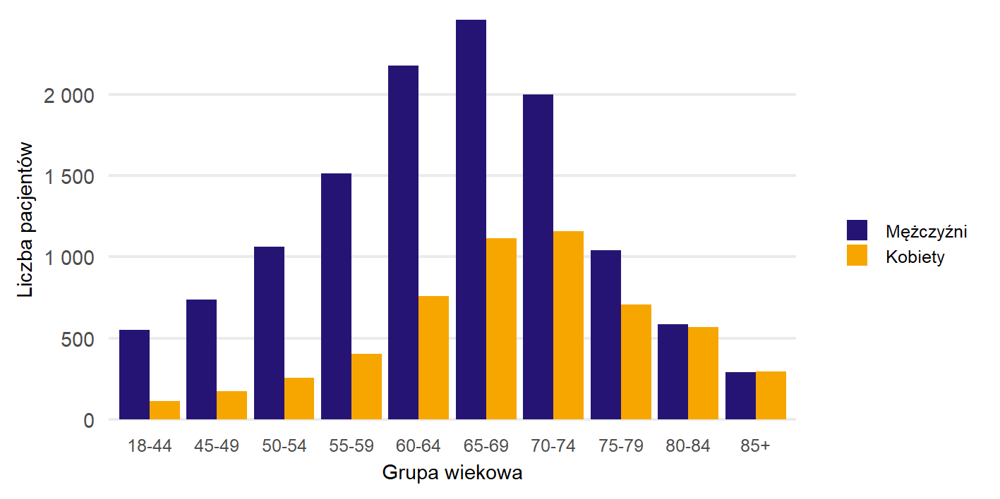 2 000
1 500
1 000
500
0
Liczba pacjentów
18-44 45-49 50-54 55-59 60-64 65-69 70-74 75-79 80-84 85+
Grupa wiekowa
Mężczyźni
Kobiety